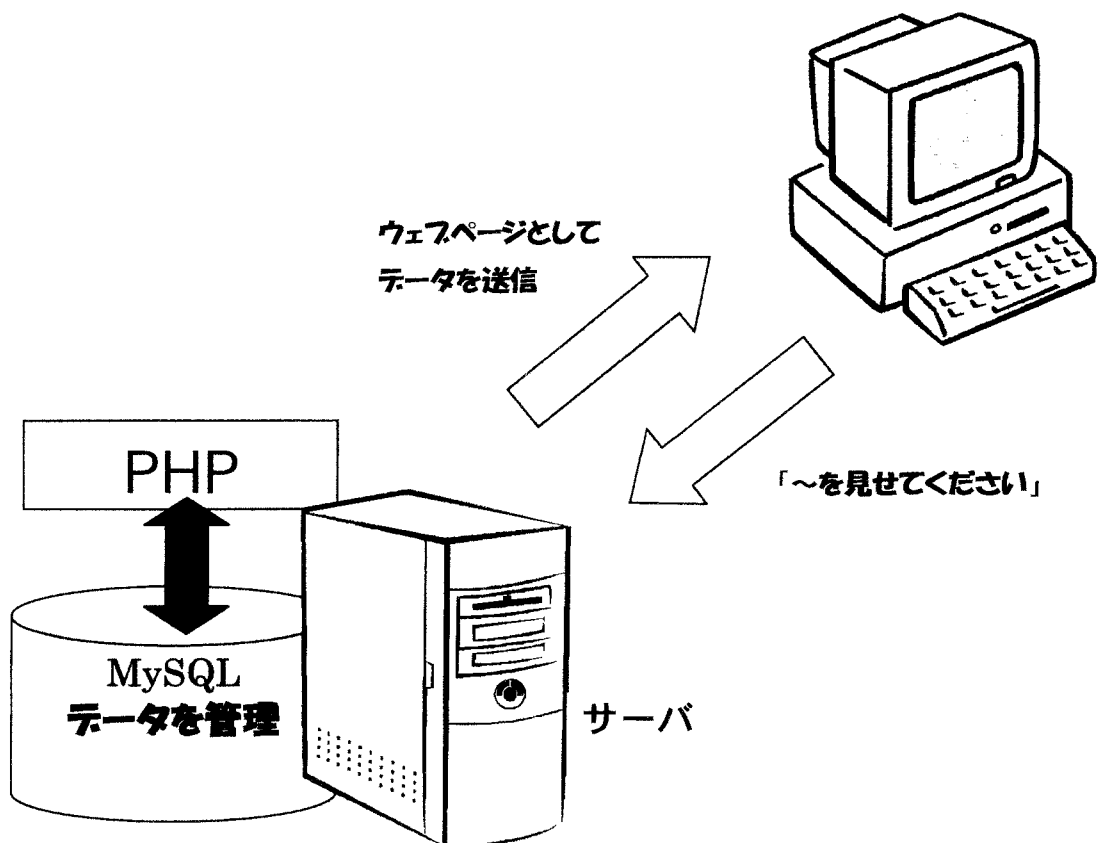 ウェブページとして
データを送信
「～を見せてください」
PHP
MySQL
データを管理
サーバ